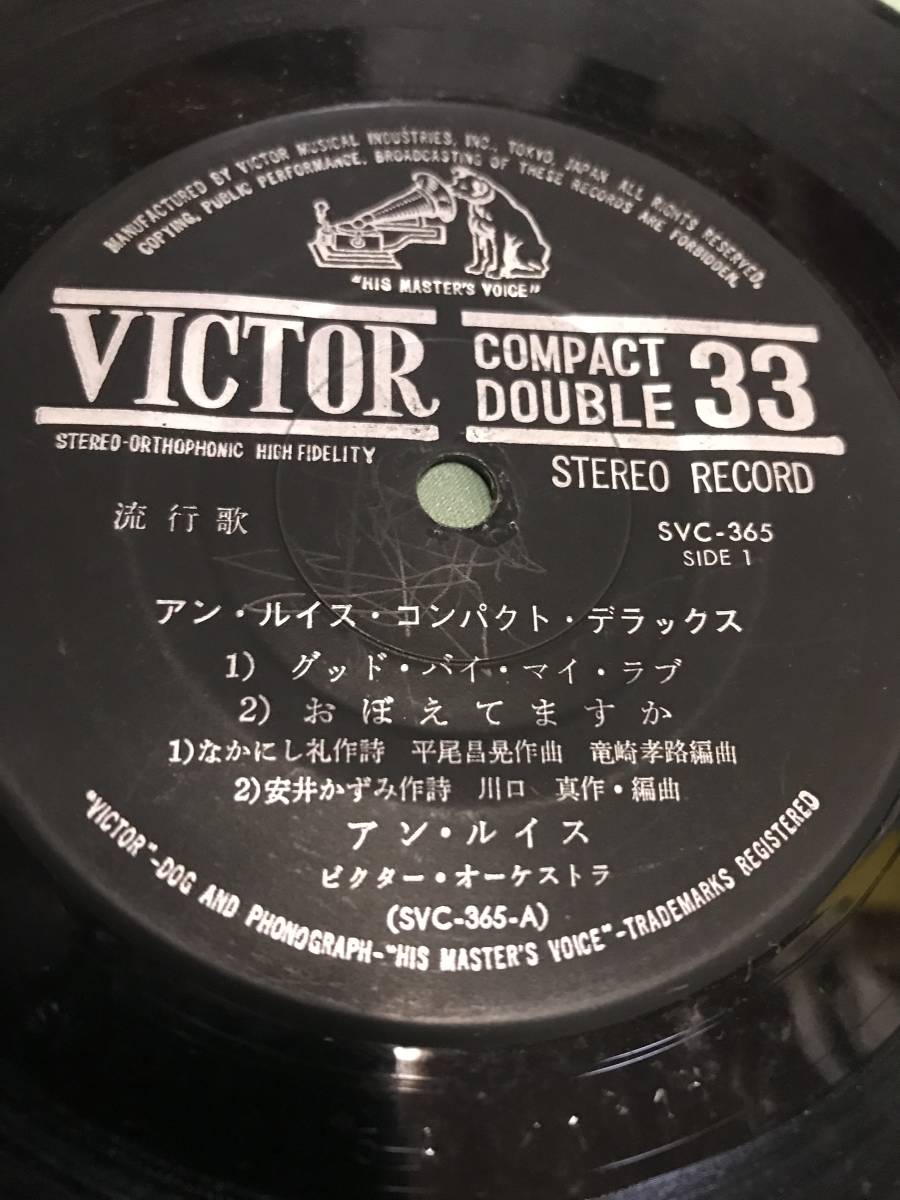 MANUFACTURED BY VICTOR MUSICAL INDUSTRIES, INC., TOKYO, JAPAN ALL RIGHTS RESERVED.
COPYING, PUBLIC PERFORMANCE, BROADCASTING OF THESE RECORDS ARE FORBIDDEN.
"HIS MASTER'S VOICE"
VICTOR
COMPACT
DOUBLE 33
STEREO-ORTHOPHONIC HIGH FIDELITY
STEREO RECORD
流行歌
SVC-365
SIDE 1
アン・ルイス・コンパクト・デラックス
1) グッド・バイ・マイ・ラブ
2) おぼえてますか
1)なかにし礼作詩 平尾昌晃作曲 竜崎孝路編曲
2)安井かずみ作詩 川口 真作・編曲
アン・ルイス
ビクター・オーケストラ
(SVC-365-A)
"VICTOR"-DOG AND PHONOGRAPH-"HIS MASTER'S VOICE"-TRADEMARKS REGISTERED